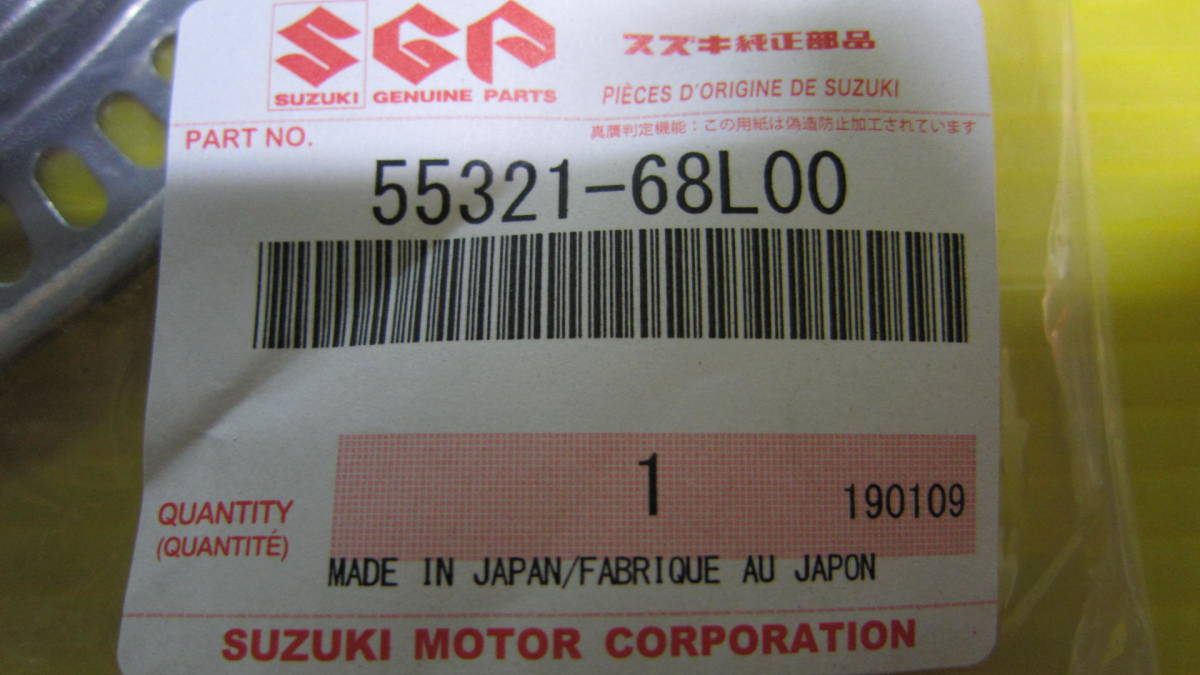 SGP スズキ純正部品
SUZUKI GENUINE PARTS PIÈCES D'ORIGINE DE SUZUKI
PART NO. 真贋判定機能：この用紙は偽造防止加工されています
55321-68L00
1
190109
QUANTITY
(QUANTITÉ)
MADE IN JAPAN/FABRIQUE AU JAPON
SUZUKI MOTOR CORPORATION